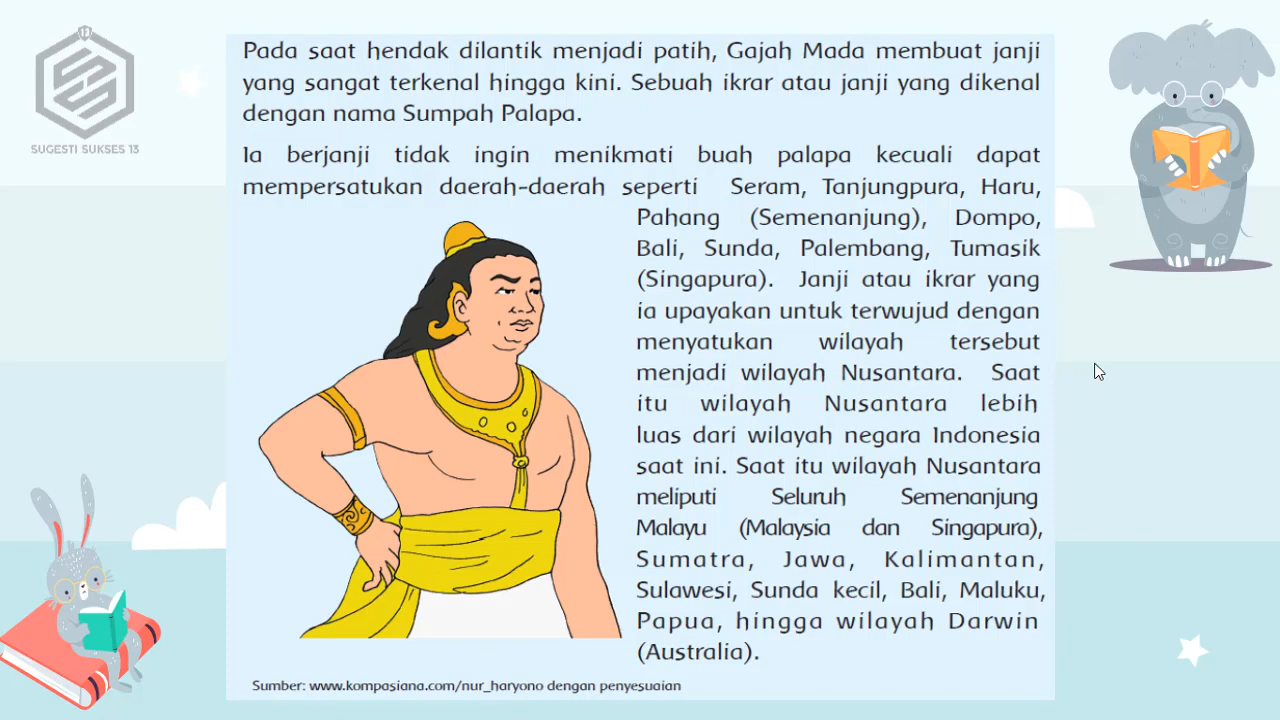 13
SUGESTI SUKSES 13
Pada saat hendak dilantik menjadi patih, Gajah Mada membuat janji
yang sangat terkenal hingga kini. Sebuah ikrar atau janji yang dikenal
dengan nama Sumpah Palapa.
Ia berjanji tidak ingin menikmati buah palapa kecuali dapat
mempersatukan daerah-daerah seperti Seram, Tanjungpura, Haru,
Pahang (Semenanjung), Dompo,
Bali, Sunda, Palembang, Tumasik
(Singapura). Janji atau ikrar yang
ia upayakan untuk terwujud dengan
menyatukan wilayah tersebut
menjadi wilayah Nusantara. Saat
itu wilayah Nusantara lebih
luas dari wilayah negara Indonesia
saat ini. Saat itu wilayah Nusantara
meliputi Seluruh Semenanjung
Malayu (Malaysia dan Singapura),
Sumatra, Jawa, Kalimantan,
Sulawesi, Sunda kecil, Bali, Maluku,
Papua, hingga wilayah Darwin
(Australia).
Sumber: www.kompasiana.com/nur_haryono dengan penyesuaian